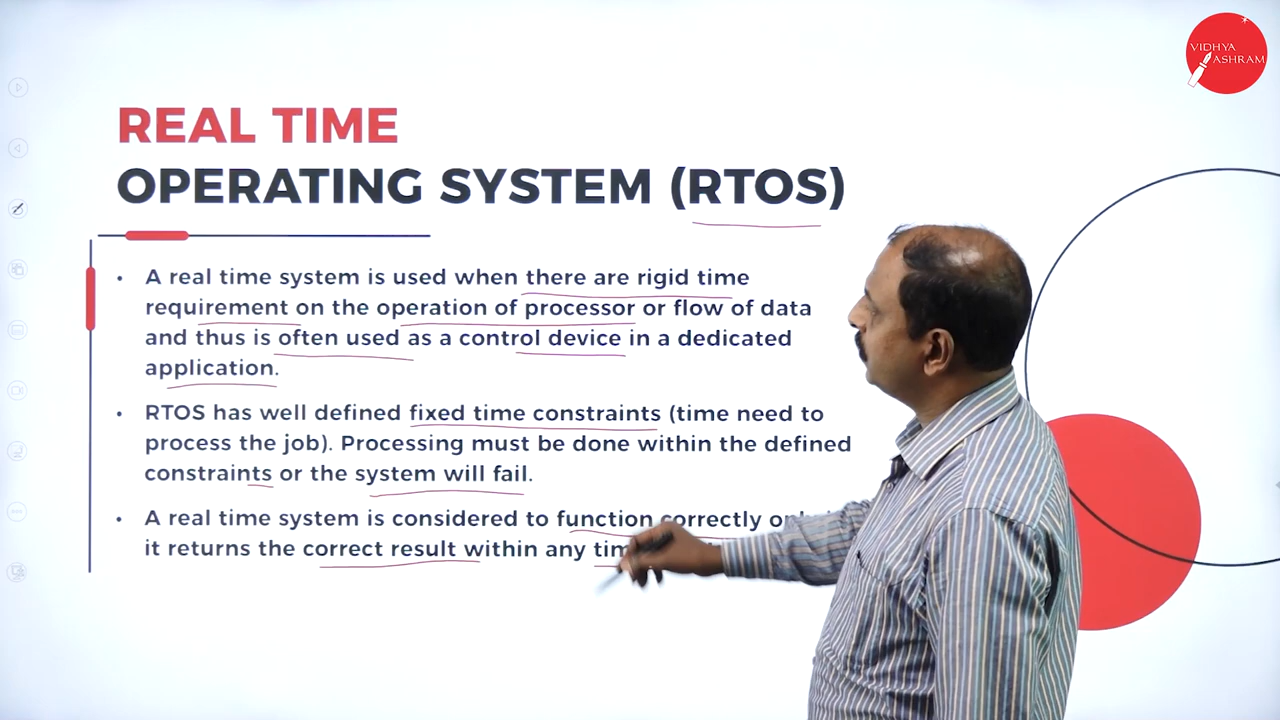 VIDHYA
ASHRAM
REAL TIME
OPERATING SYSTEM (RTOS)
• A real time system is used when there are rigid time
requirement on the operation of processor or flow of data
and thus is often used as a control device in a dedicated
application.
• RTOS has well defined fixed time constraints (time need to
process the job). Processing must be done within the defined
constraints or the system will fail.
• A real time system is considered to function correctly
it returns the correct result within any